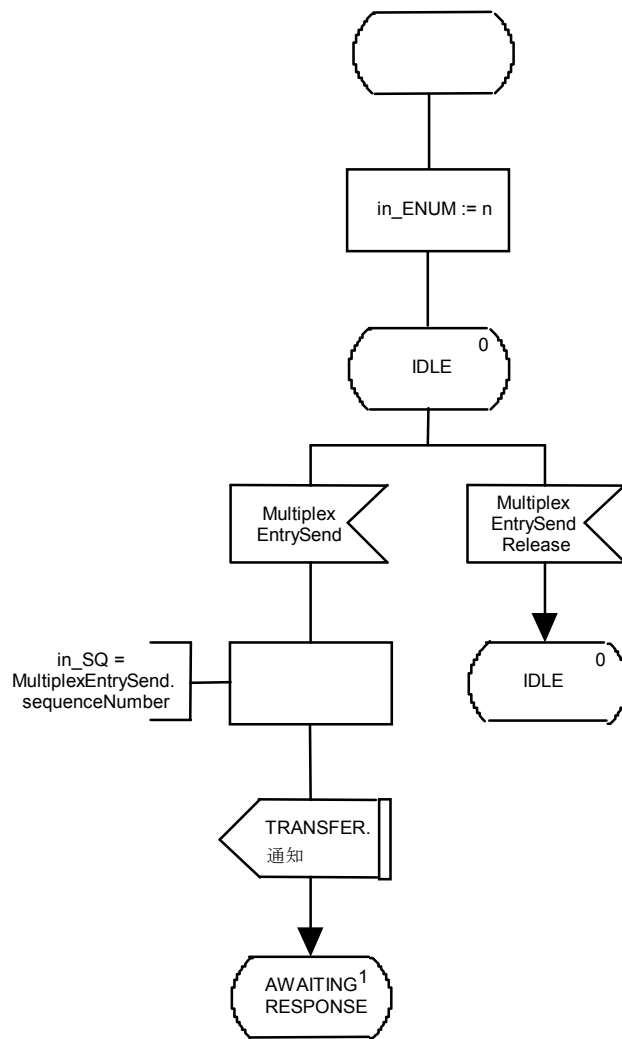 in_ENUM := n
0
IDLE
Multiplex
EntrySend
Multiplex
EntrySend
Release
in_SQ =
MultiplexEntrySend.
sequenceNumber
0
IDLE
TRANSFER.
通知
AWAITING 1
RESPONSE